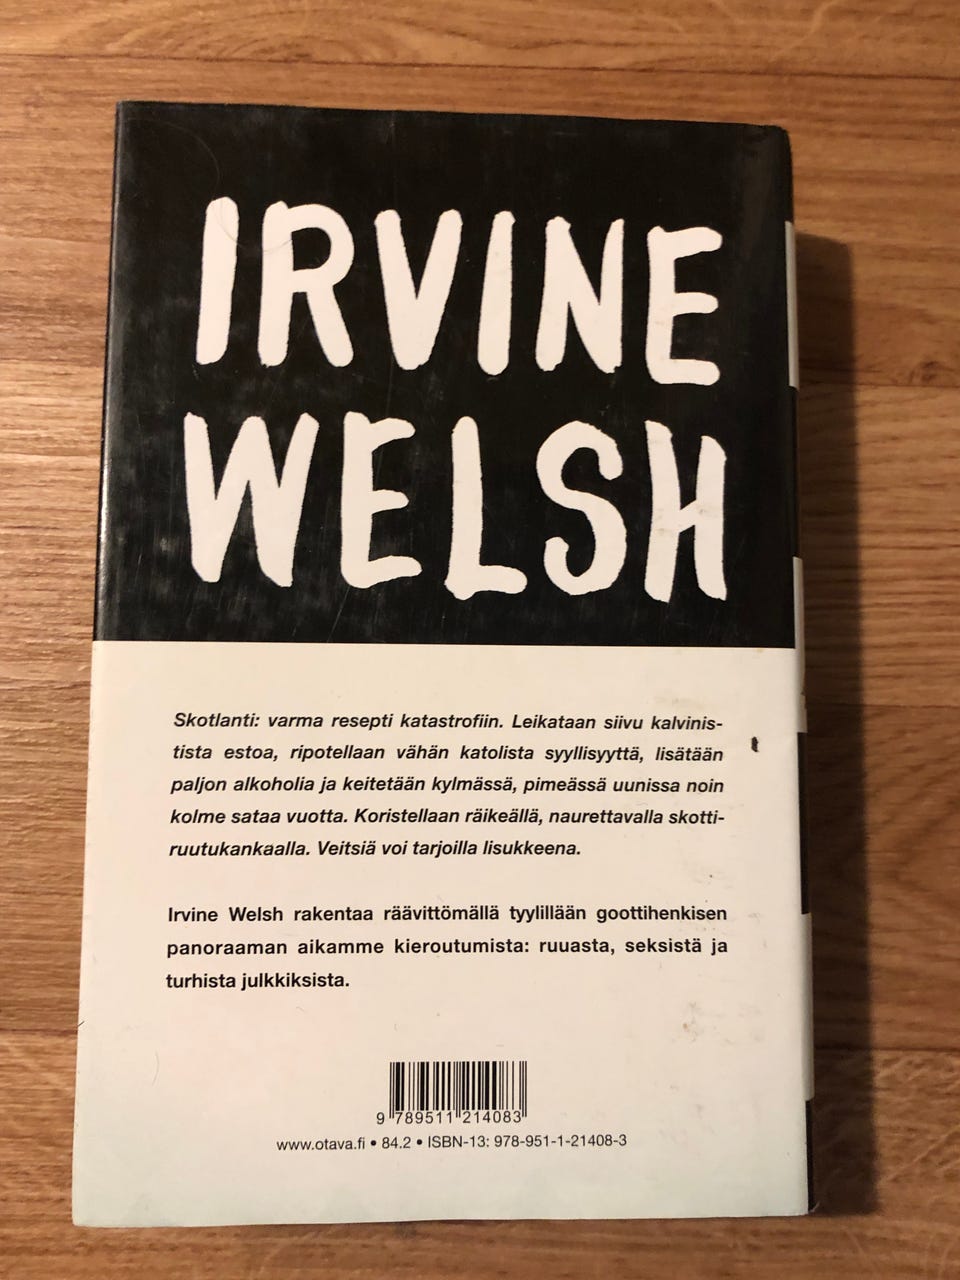 IRVINE
WELSH
Skotlanti: varma resepti katastrofiin. Leikataan siivu kalvinis-
tista estoa, ripotellaan vähän katolista syyllisyyttä, lisätään
paljon alkoholia ja keitetään kylmässä, pimeässä uunissa noin
kolme sataa vuotta. Koristellaan räikeällä, naurettavalla skotti-
ruutukankaalla. Veitsiä voi tarjoilla lisukkeena.
Irvine Welsh rakentaa räävittömällä tyylillään goottihenkisen
panoraaman aikamme kieroutumista: ruuasta, seksistä ja
turhista julkkiksista.
9 789511 214083
www.otava.fi • 84.2 • ISBN-13: 978-951-1-21408-3